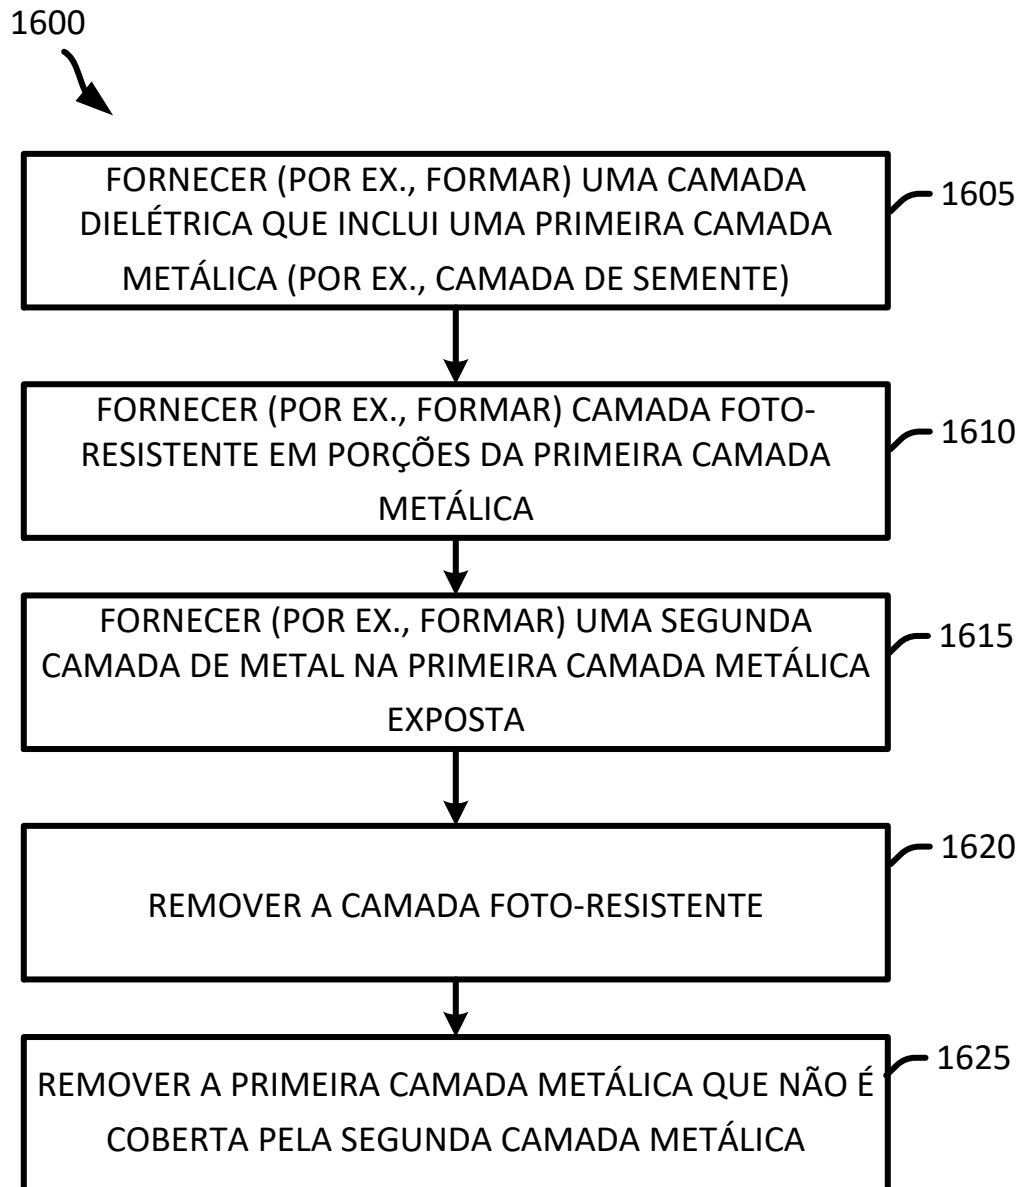 1600
FORNECER (POR EX., FORMAR) UMA CAMADA
DIELÉTRICA QUE INCLUI UMA PRIMEIRA CAMADA
METÁLICA (POR EX., CAMADA DE SEMENTE)
1605
FORNECER (POR EX., FORMAR) CAMADA FOTO-
RESISTENTE EM PORÇÕES DA PRIMEIRA CAMADA
METÁLICA
1610
FORNECER (POR EX., FORMAR) UMA SEGUNDA
CAMADA DE METAL NA PRIMEIRA CAMADA METÁLICA
EXPOSTA
1615
REMOVER A CAMADA FOTO-RESISTENTE
1620
REMOVER A PRIMEIRA CAMADA METÁLICA QUE NÃO É
COBERTA PELA SEGUNDA CAMADA METÁLICA
1625